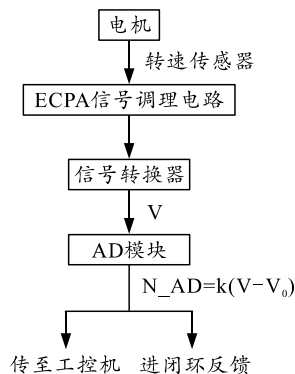 电机
转速传感器
ECPA信号调理电路
信号转换器
V
AD模块
N_AD=k(V-V₀)
传至工控机 进闭环反馈